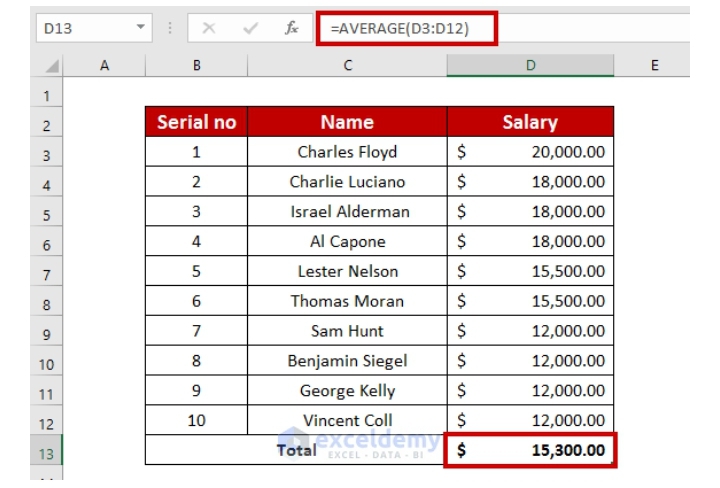 D13 fx =AVERAGE(D3:D12)
A B C D E
1
2 Serial no Name Salary
3 1 Charles Floyd $ 20,000.00
4 2 Charlie Luciano $ 18,000.00
5 3 Israel Alderman $ 18,000.00
6 4 Al Capone $ 18,000.00
7 5 Lester Nelson $ 15,500.00
8 6 Thomas Moran $ 15,500.00
9 7 Sam Hunt $ 12,000.00
10 8 Benjamin Siegel $ 12,000.00
11 9 George Kelly $ 12,000.00
12 10 Vincent Coll $ 12,000.00
13 Total $ 15,300.00
exceldemy
EXCEL - DATA - BI